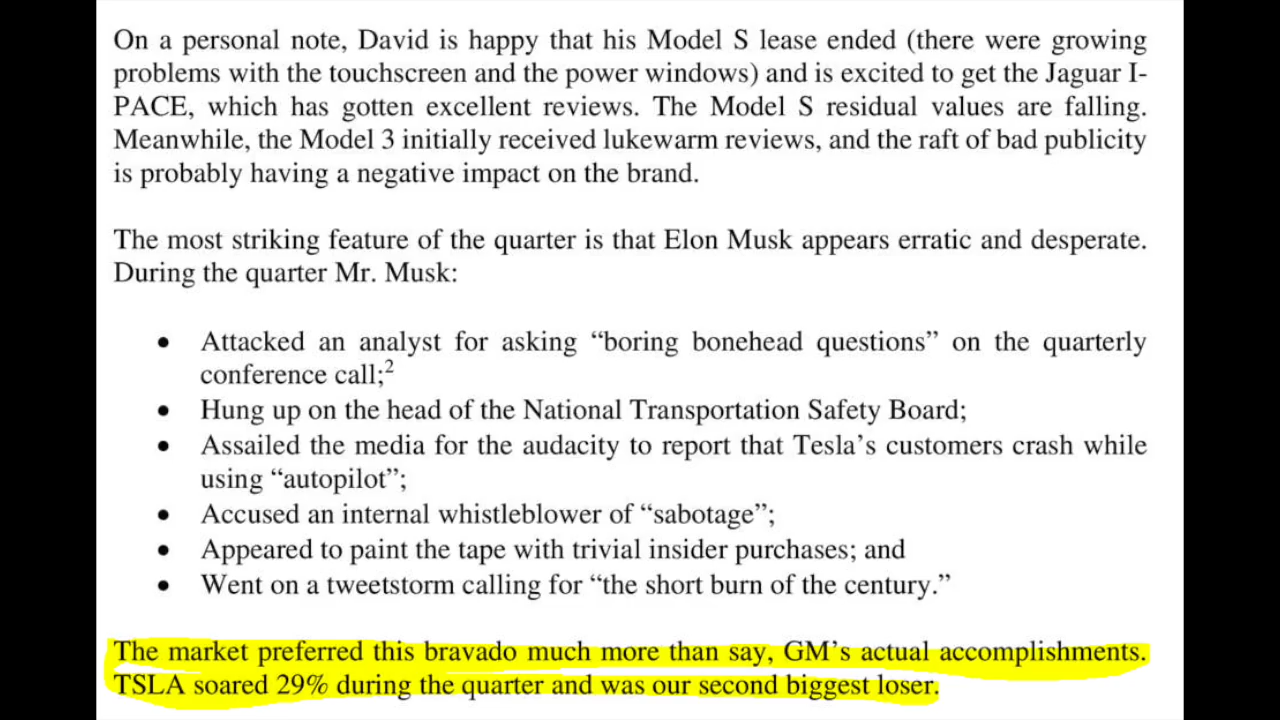 On a personal note, David is happy that his Model S lease ended (there were growing
problems with the touchscreen and the power windows) and is excited to get the Jaguar I-
PACE, which has gotten excellent reviews. The Model S residual values are falling.
Meanwhile, the Model 3 initially received lukewarm reviews, and the raft of bad publicity
is probably having a negative impact on the brand.
The most striking feature of the quarter is that Elon Musk appears erratic and desperate.
During the quarter Mr. Musk:
• Attacked an analyst for asking “boring bonehead questions” on the quarterly
conference call;²
• Hung up on the head of the National Transportation Safety Board;
• Assailed the media for the audacity to report that Tesla’s customers crash while
using “autopilot”;
• Accused an internal whistleblower of “sabotage”;
• Appeared to paint the tape with trivial insider purchases; and
• Went on a tweetstorm calling for “the short burn of the century.”
The market preferred this bravado much more than say, GM’s actual accomplishments.
TSLA soared 29% during the quarter and was our second biggest loser.